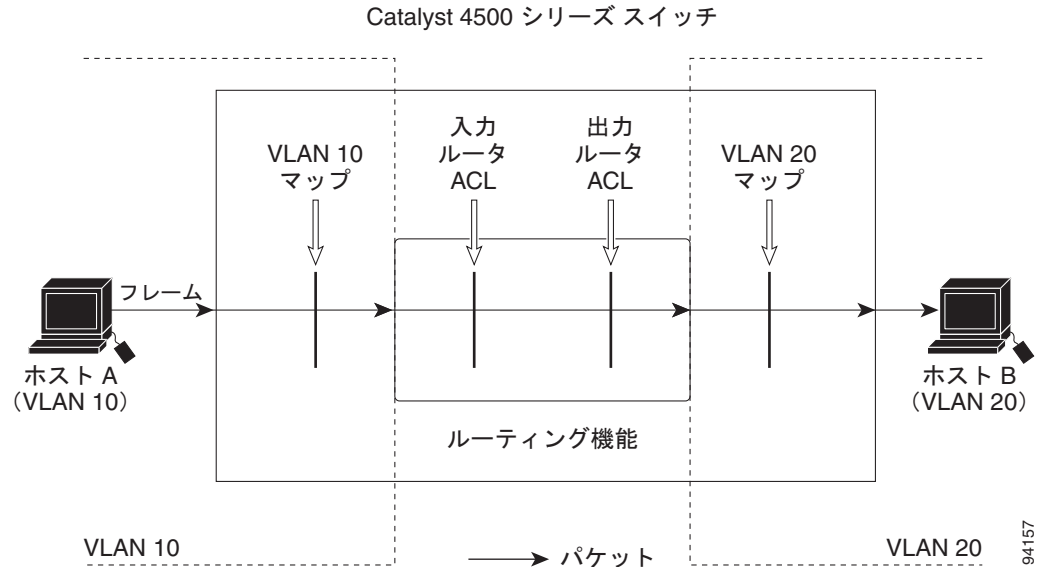 Catalyst 4500 シリーズ スイッチ
VLAN 10
マップ
入力
ルータ
ACL
出力
ルータ
ACL
VLAN 20
マップ
フレーム
ホスト A
（VLAN 10）
ホスト B
（VLAN 20）
ルーティング機能
VLAN 10
パケット
VLAN 20
94157